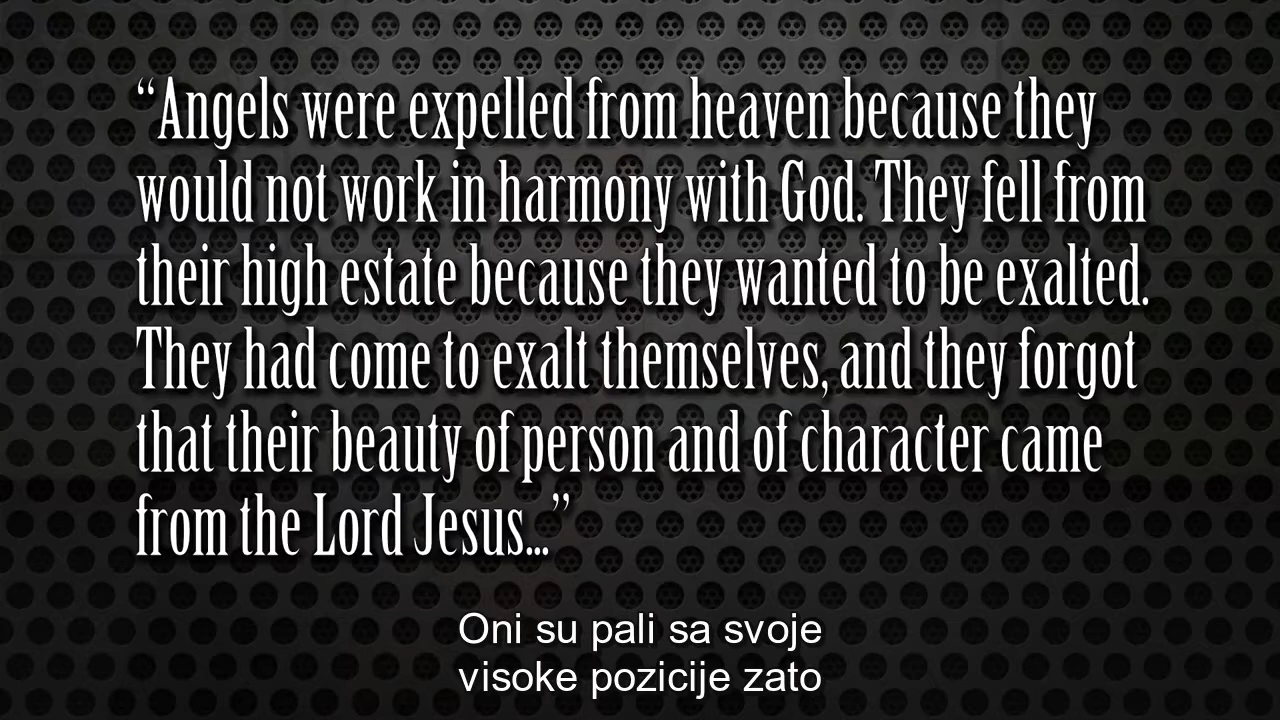 “Angels were expelled from heaven because they
would not work in harmony with God. They fell from
their high estate because they wanted to be exalted.
They had come to exalt themselves, and they forgot
that their beauty of person and of character came
from the Lord Jesus...”
Oni su pali sa svoje
visoke pozicije zato